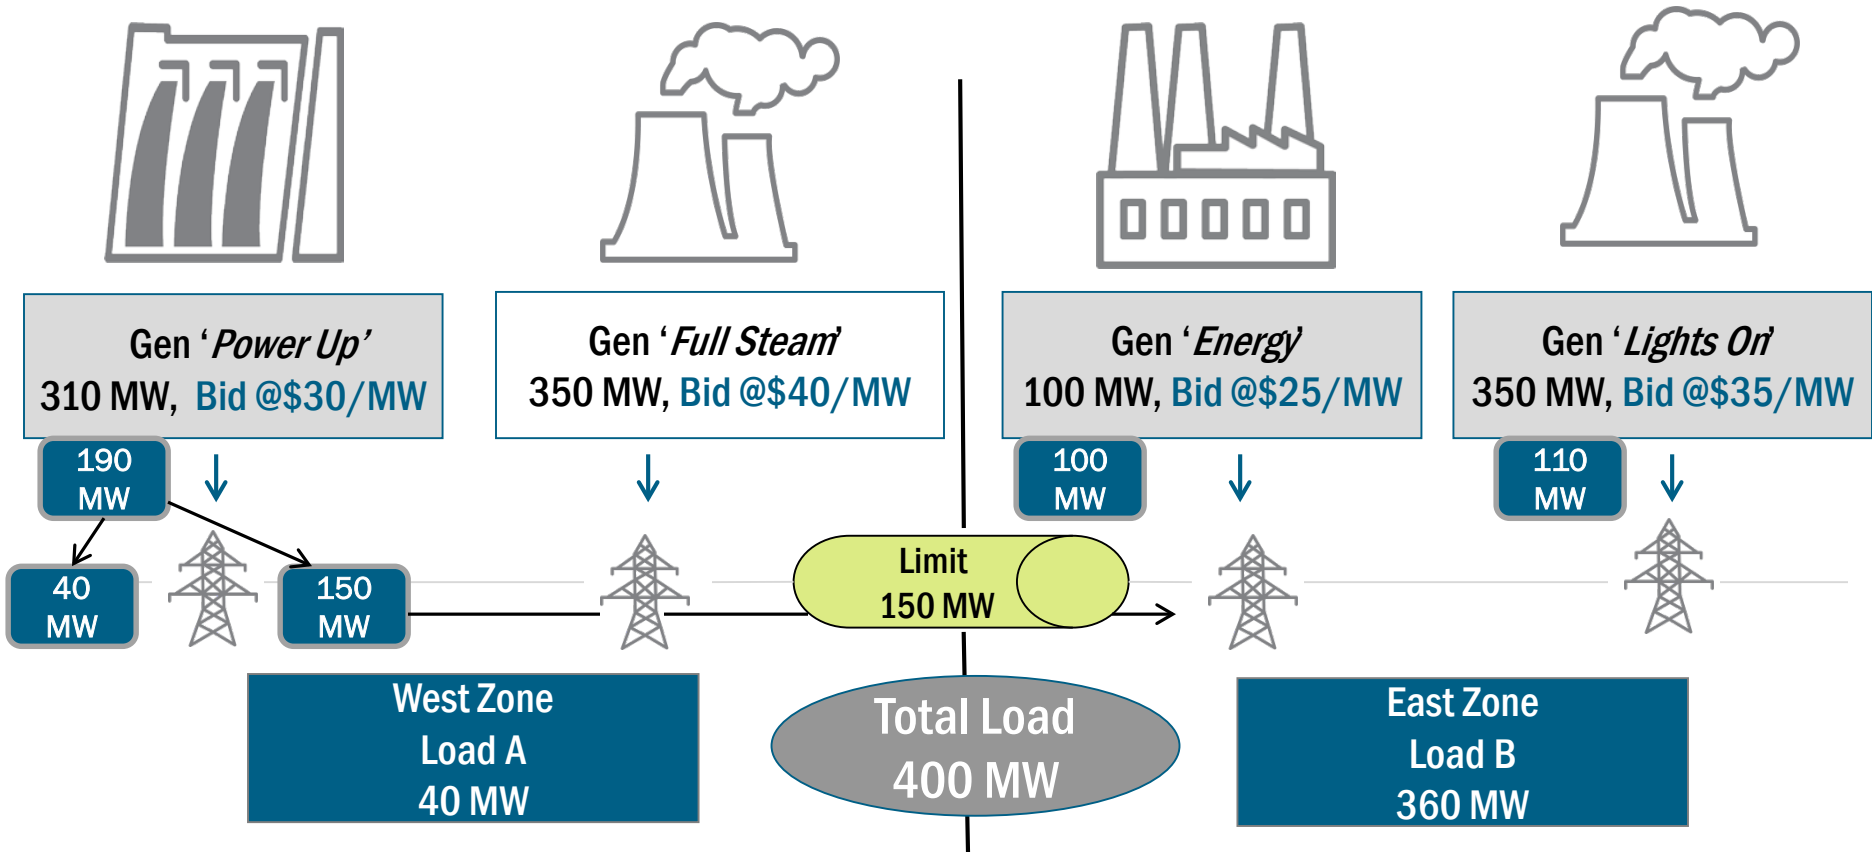 Gen ‘Power Up’
310 MW, Bid @$30/MW
Gen ‘Full Steam’
350 MW, Bid @$40/MW
Gen ‘Energy’
100 MW, Bid @$25/MW
Gen ‘Lights On’
350 MW, Bid @$35/MW
190
MW
100
MW
110
MW
40
MW
150
MW
Limit
150 MW
West Zone
Load A
40 MW
Total Load
400 MW
East Zone
Load B
360 MW